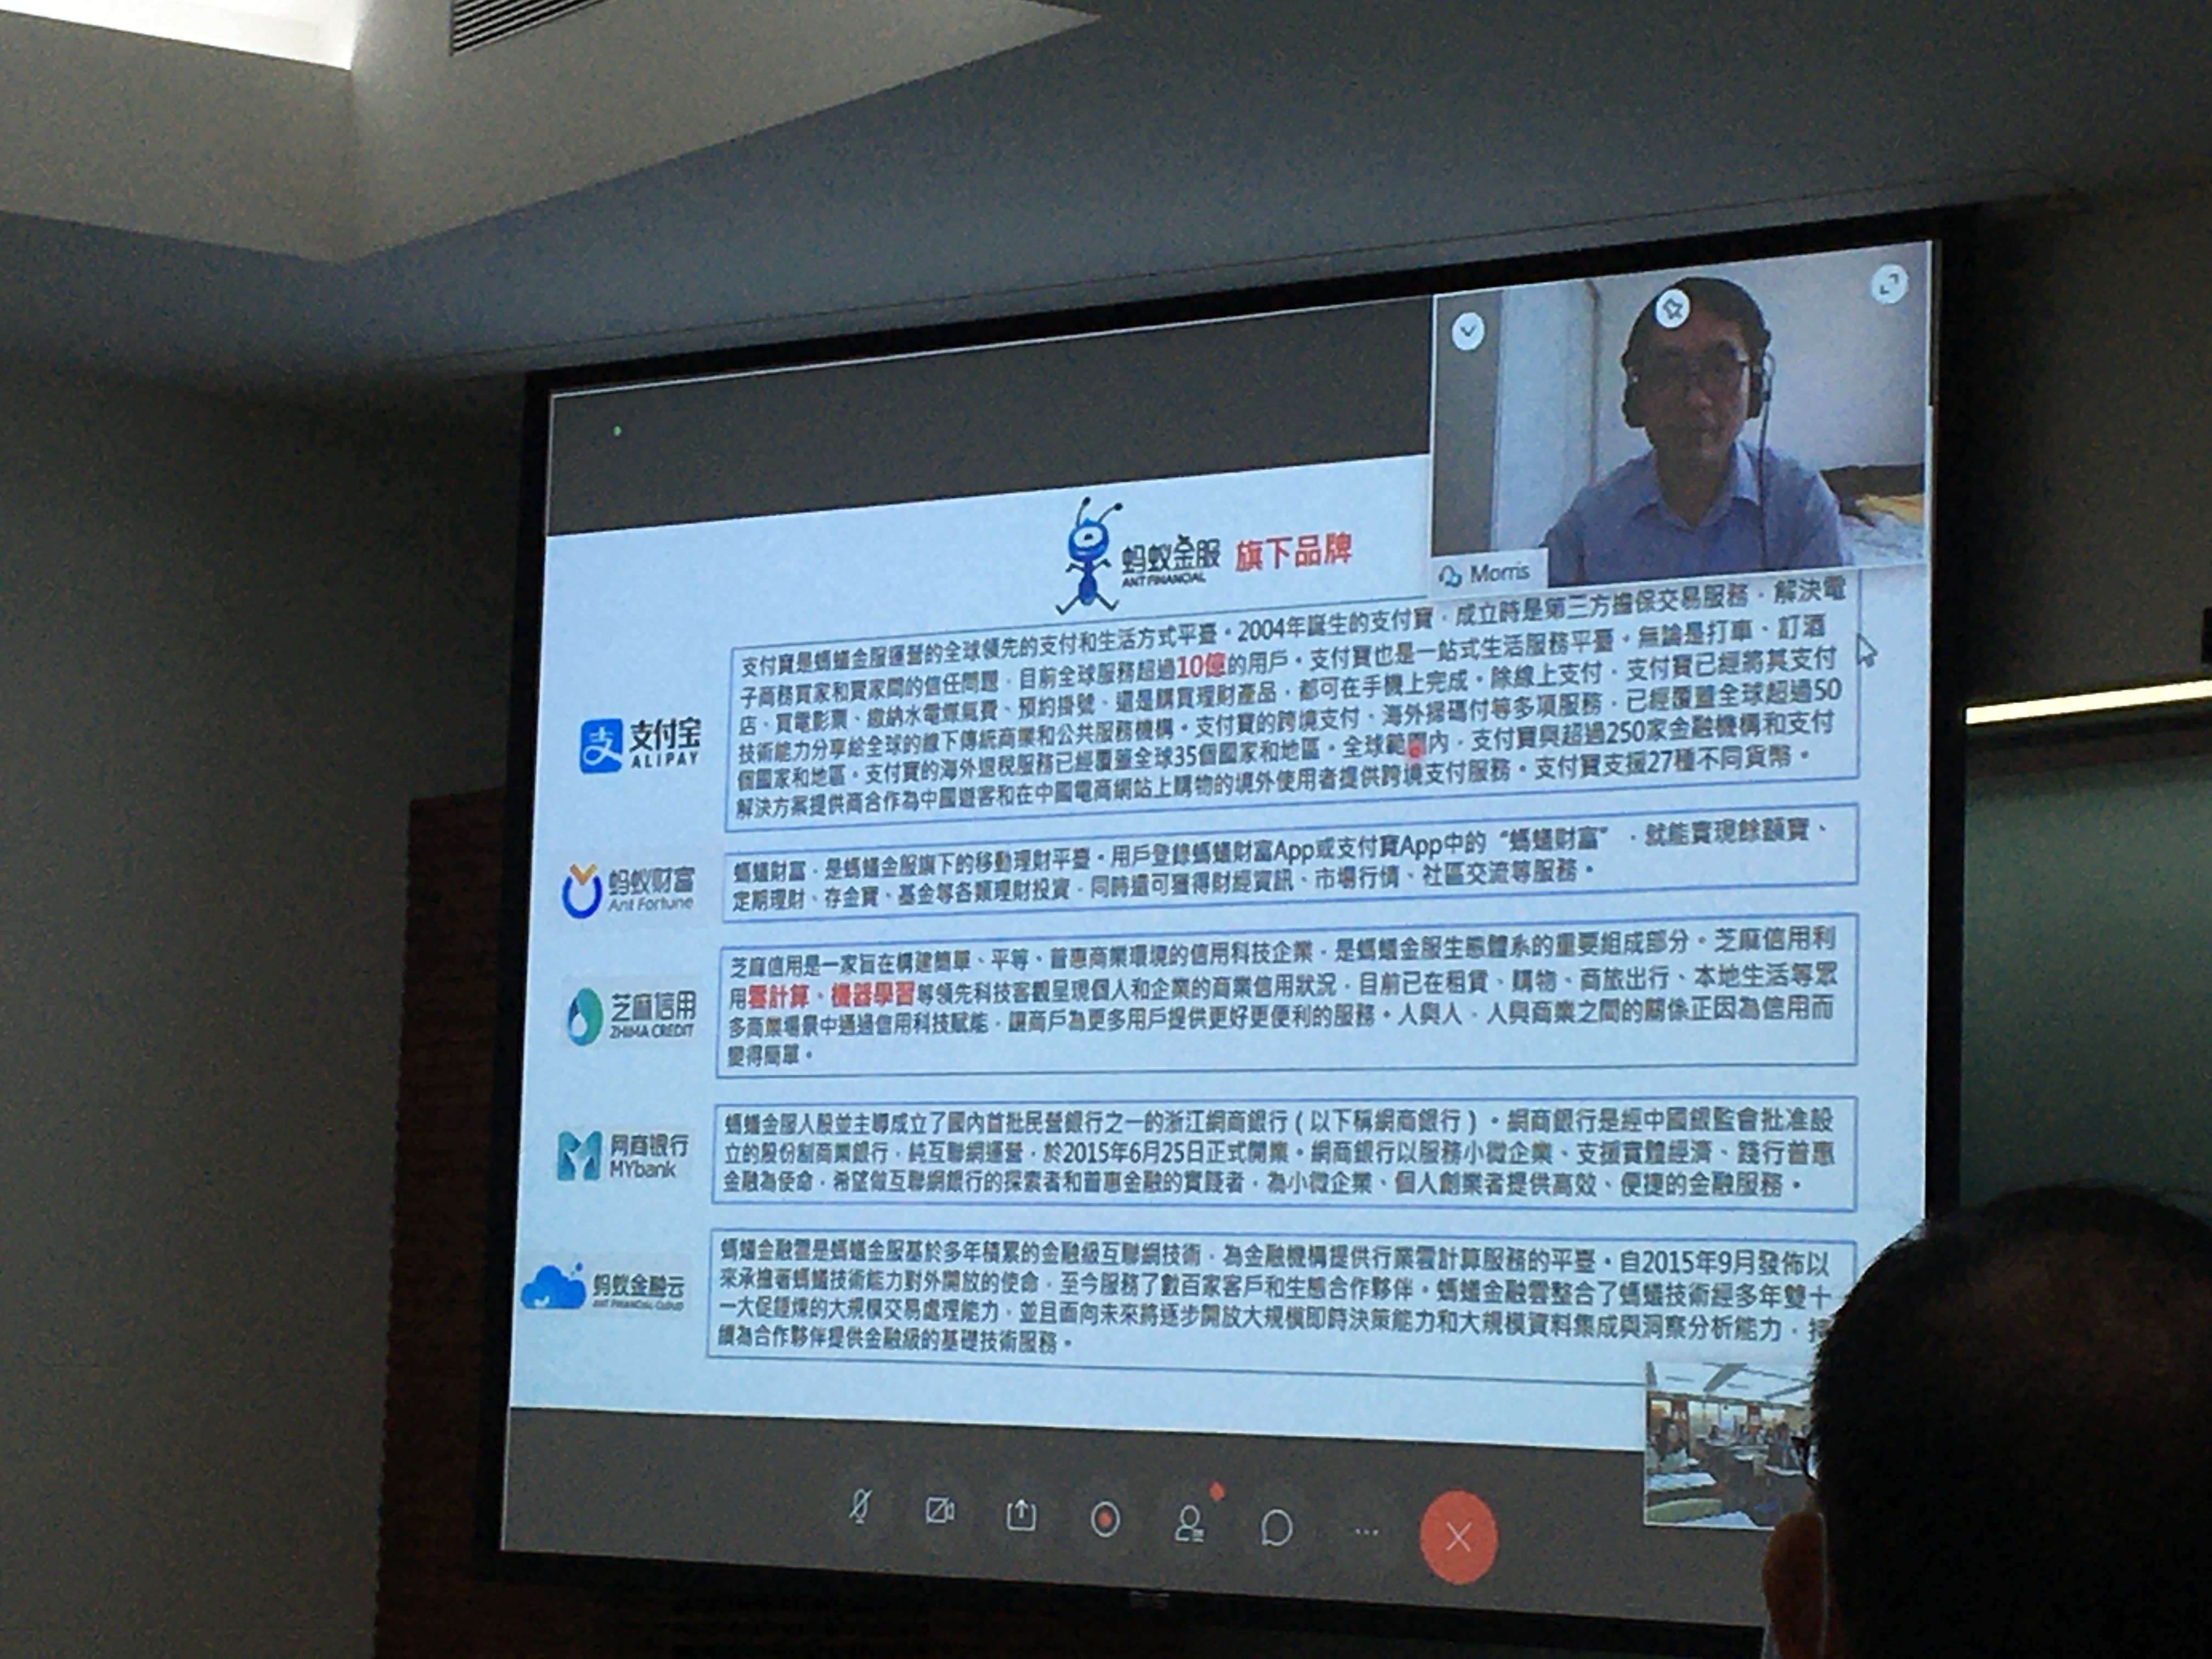 Morris
蚂蚁金服 旗下品牌
ANT FINANCIAL
支付宝
ALIPAY
支付寶是螞蟻金服運營的全球領先的支付和生活方式平臺。2004年誕生的支付寶，成立時是第三方擔保交易服務，解決電
子商務買家和賣家間的信任問題，目前全球服務超過10億的用戶。支付寶也是一站式生活服務平臺。無論是打車、訂酒
店、買電影票、繳納水電煤氣費、預約掛號、還是購買理財產品，都可在手機上完成。除線上支付，支付寶已經將其支付
技術能力分享給全球的線下傳統商業和公共服務機構。支付寶的跨境支付、海外掃碼付等多項服務，已經覆蓋全球超過50
個國家和地區。支付寶的海外退稅服務已經覆蓋全球35個國家和地區。全球範圍內，支付寶與超過250家金融機構和支付
解決方案提供商合作為中國遊客和在中國電商網站上購物的境外使用者提供跨境支付服務。支付寶支援27種不同貨幣。
蚂蚁财富
Ant Fortune
螞蟻財富，是螞蟻金服旗下的移動理財平臺。用戶登錄螞蟻財富App或支付寶App中的“螞蟻財富”，就能實現餘額寶、
定期理財、存金寶、基金等各類理財投資，同時還可獲得財經資訊、市場行情、社區交流等服務。
芝麻信用
ZHIMA CREDIT
芝麻信用是一家旨在構建簡單、平等、普惠商業環境的信用科技企業，是螞蟻金服生態體系的重要組成部分。芝麻信用利
用雲計算、機器學習等領先科技客觀呈現個人和企業的商業信用狀況，目前已在租賃、購物、商旅出行、本地生活等眾
多商業場景中通過信用科技賦能，讓商戶為更多用戶提供更好更便利的服務。人與人，人與商業之間的關係正因為信用而
變得簡單。
网商银行
MYbank
螞蟻金服入股並主導成立了國內首批民營銀行之一的浙江網商銀行（以下稱網商銀行）。網商銀行是經中國銀監會批准設
立的股份制商業銀行，純互聯網運營，於2015年6月25日正式開業。網商銀行以服務小微企業、支援實體經濟、踐行普惠
金融為使命，希望做互聯網銀行的探索者和普惠金融的實踐者，為小微企業、個人創業者提供高效、便捷的金融服務。
蚂蚁金融云
ANT FINANCIAL CLOUD
螞蟻金融雲是螞蟻金服基於多年積累的金融級互聯網技術，為金融機構提供行業雲計算服務的平臺。自2015年9月發佈以
來承擔著螞蟻技術能力對外開放的使命，至今服務了數百家客戶和生態合作夥伴。螞蟻金融雲整合了螞蟻技術經多年雙十
一大促錘煉的大規模交易處理能力，並且面向未來將逐步開放大規模即時決策能力和大規模資料集成與洞察分析能力，持
續為合作夥伴提供金融級的基礎技術服務。